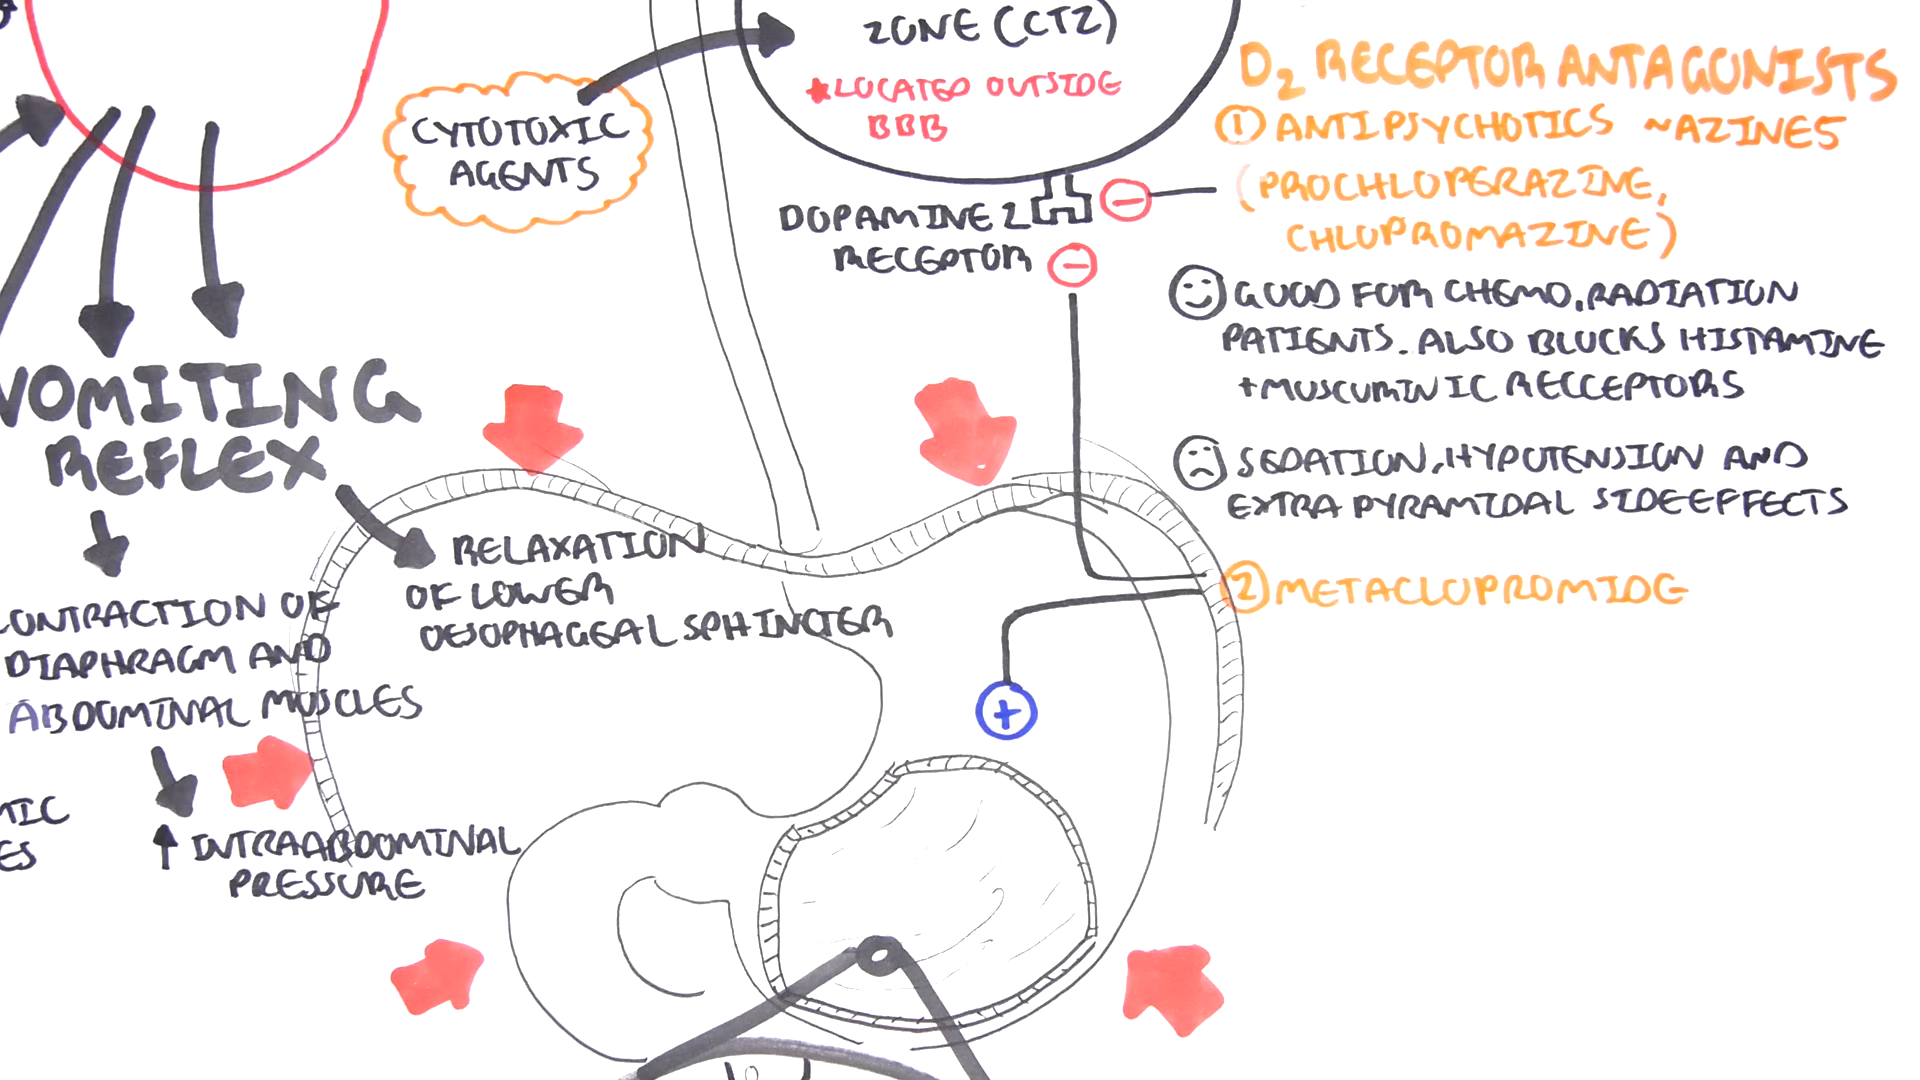 ZONE (CTZ)
*LOCATED OUTSIDE
BBB
CYTOTOXIC
AGENTS
DOPAMINE 2
RECEPTOR
D2 RECEPTOR ANTAGONISTS
① ANTIPSYCHOTICS ~AZINES
(PROCHLOPERAZINE,
CHLOPROMAZINE)
GOOD FOR CHEMO, RADIATION
PATIENTS. ALSO BLOCKS HISTAMINE
+ MUSCURINIC RECCEPTORS
SEDATION, HYPOTENSION AND
EXTRA PYRAMIDAL SIDE EFFECTS
② METACLOPROMIDE
VOMITING
REFLEX
RELAXATION
OF LOWER
OESOPHAGEAL SPHINCTER
CONTRACTION OF
DIAPHRAGM AND
ABDOMINAL MUSCLES
↑ INTRAABDOMINAL
PRESSURE